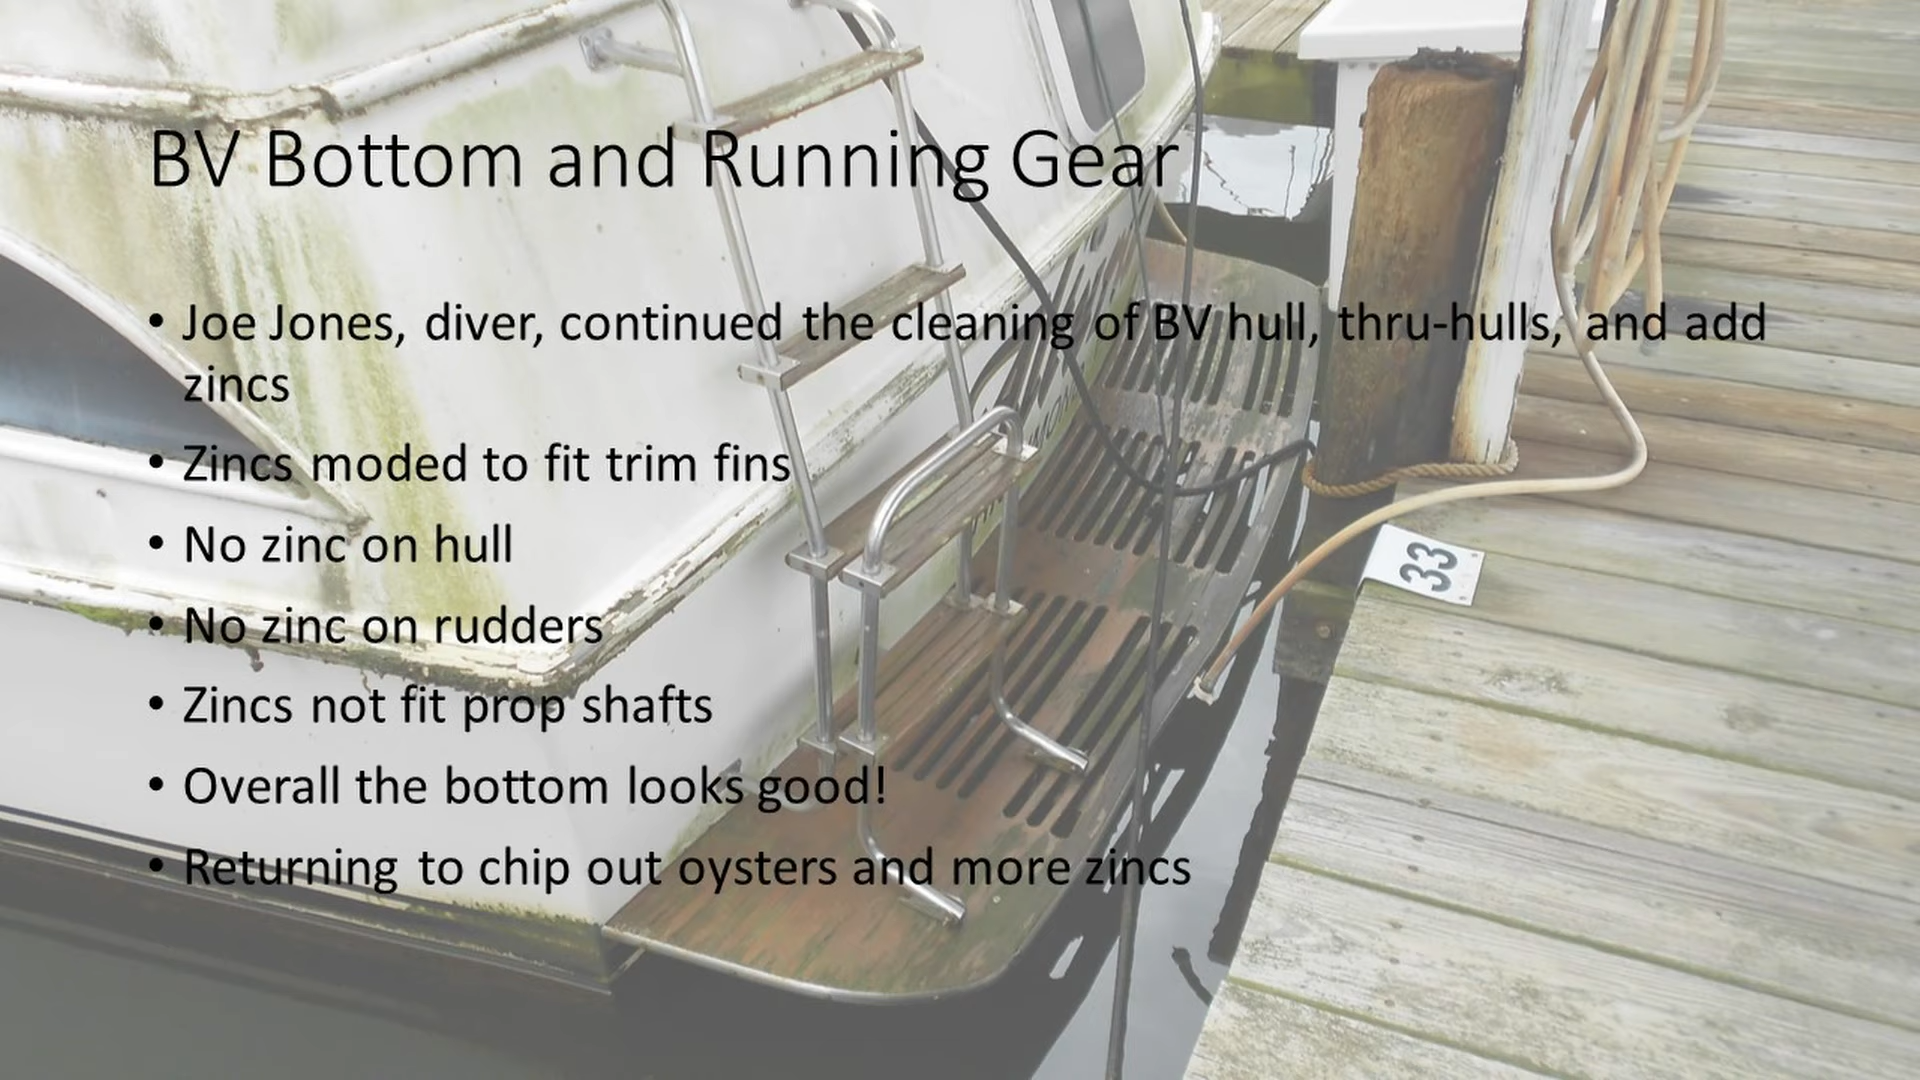 BV Bottom and Running Gear
• Joe Jones, diver, continued the cleaning of BV hull, thru-hulls, and add
zincs
• Zincs moded to fit trim fins
• No zinc on hull
• No zinc on rudders
• Zincs not fit prop shafts
• Overall the bottom looks good!
• Returning to chip out oysters and more zincs
33